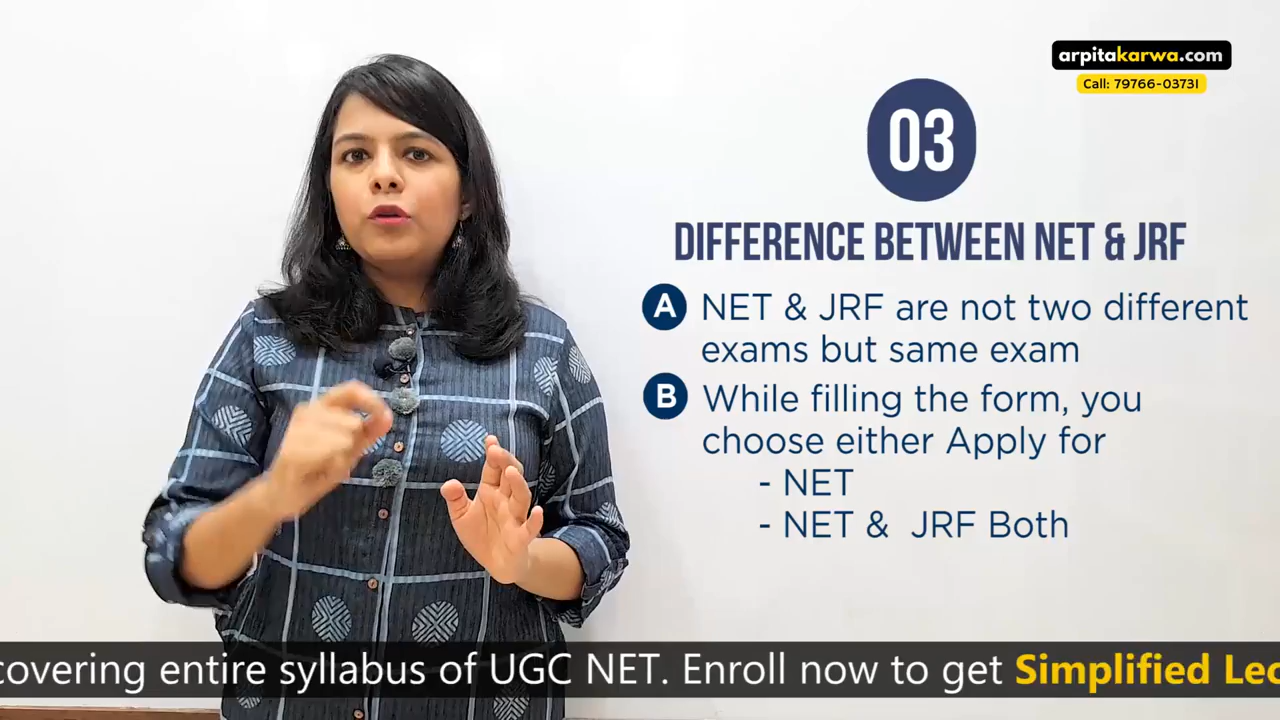 arpitakarwa.com
Call: 79766-03731
03
DIFFERENCE BETWEEN NET & JRF
A NET & JRF are not two different
exams but same exam
B While filling the form, you
choose either Apply for
- NET
- NET & JRF Both
covering entire syllabus of UGC NET. Enroll now to get Simplified